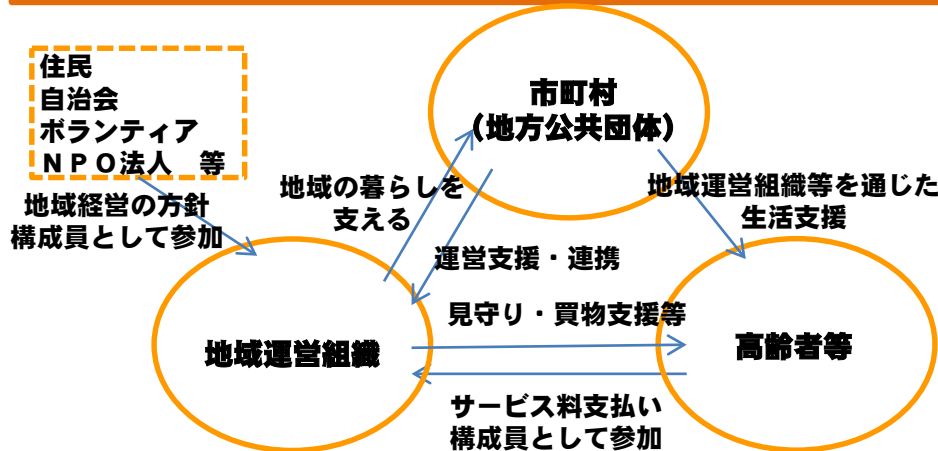 住民
自治会
ボランティア
ＮＰＯ法人　等
市町村
（地方公共団体）
地域経営の方針
構成員として参加
地域の暮らしを
支える
地域運営組織等を通じた
生活支援
運営支援・連携
見守り・買物支援等
地域運営組織
高齢者等
サービス料支払い
構成員として参加